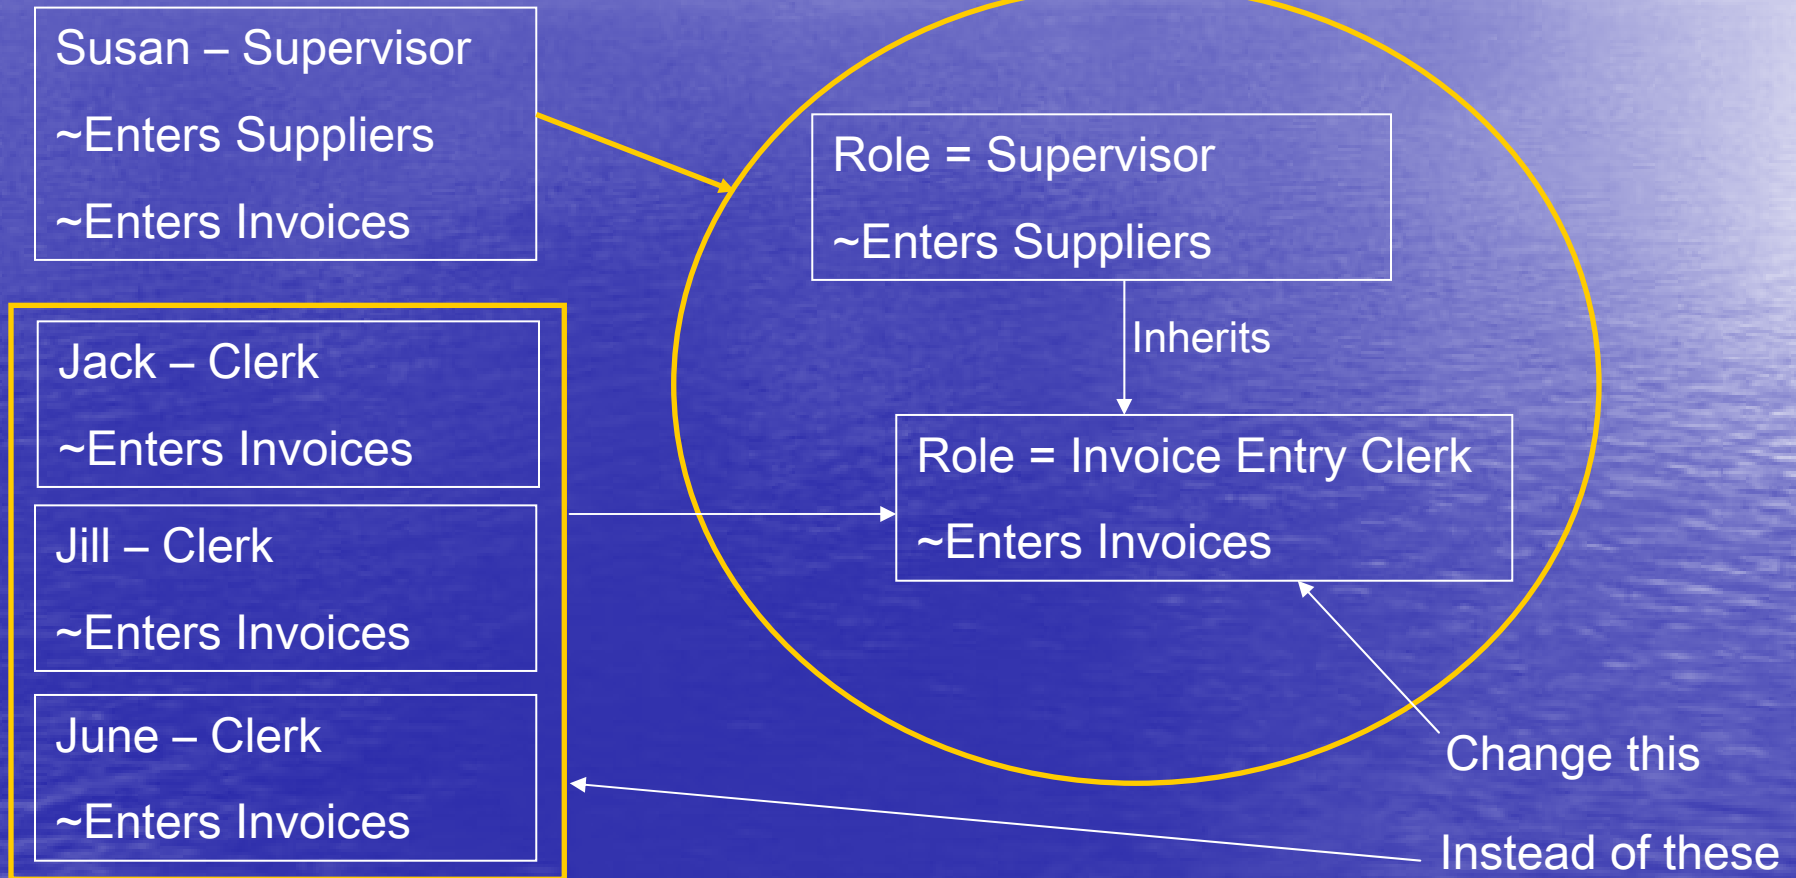 Susan – Supervisor
~Enters Suppliers
~Enters Invoices
Jack – Clerk
~Enters Invoices
Jill – Clerk
~Enters Invoices
June – Clerk
~Enters Invoices
Role = Supervisor
~Enters Suppliers
Inherits
Role = Invoice Entry Clerk
~Enters Invoices
Change this
Instead of these